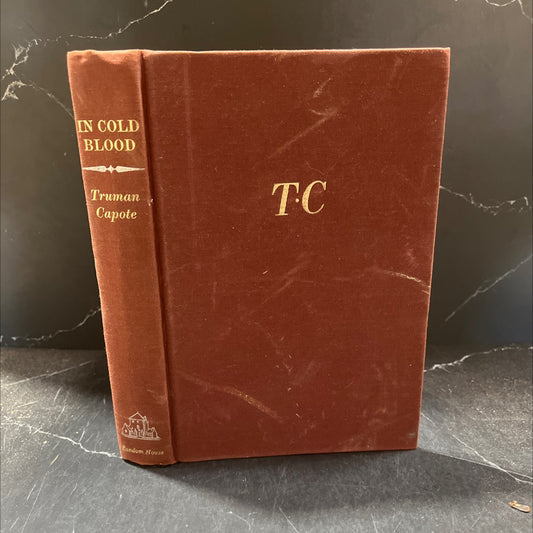 IN COLD
BLOOD
Truman
Capote
Random House
T·C